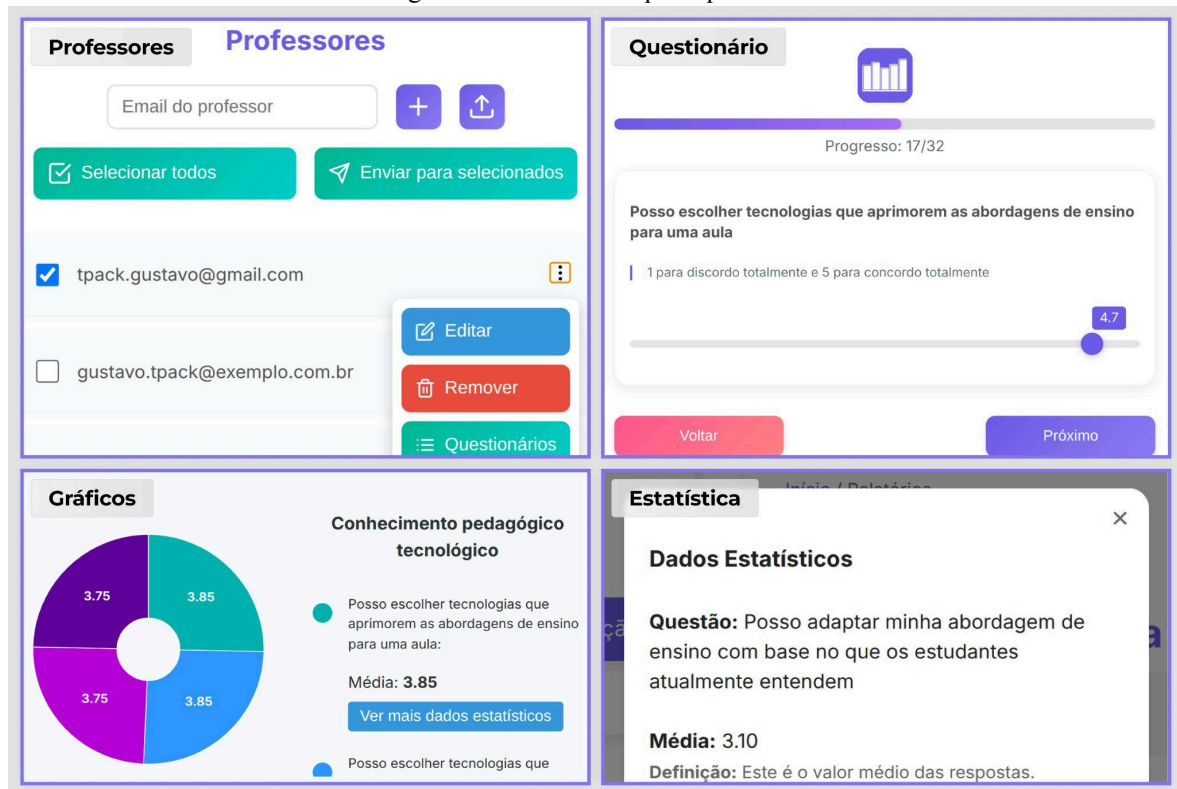 Professores
Professores
Email do professor
Selecionar todos
Enviar para selecionados
tpack.gustavo@gmail.com
Editar
gustavo.tpack@exemplo.com.br
Remover
Questionários
Questionário
Progresso: 17/32
Posso escolher tecnologias que aprimorem as abordagens de ensino
para uma aula
1 para discordo totalmente e 5 para concordo totalmente
4.7
Voltar
Próximo
Gráficos
3.75
3.85
3.75
3.85
Conhecimento pedagógico
tecnológico
Posso escolher tecnologias que
aprimorem as abordagens de ensino
para uma aula:
Média: 3.85
Ver mais dados estatísticos
Posso escolher tecnologias que
Estatística
Dados Estatísticos
Questão: Posso adaptar minha abordagem de
ensino com base no que os estudantes
atualmente entendem
Média: 3.10
Definição: Este é o valor médio das respostas.